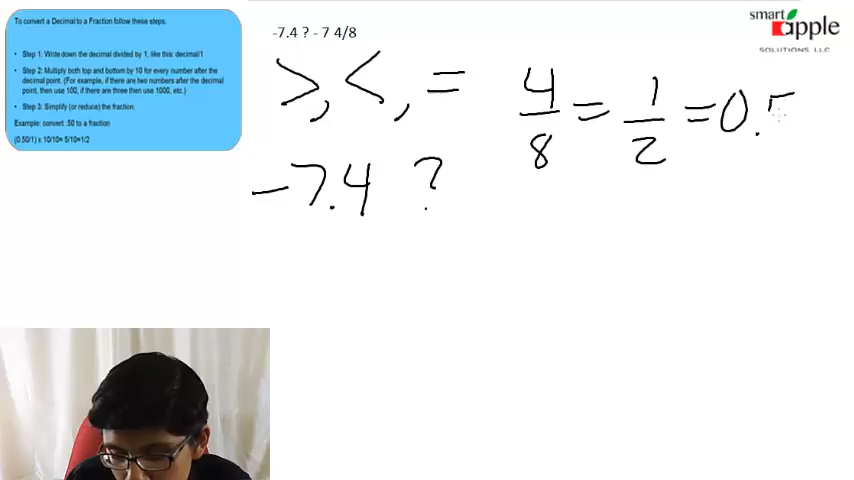 To convert a Decimal to a Fraction follow these steps:
• Step 1: Write down the decimal divided by 1, like this: decimal/1
• Step 2: Multiply both top and bottom by 10 for every number after the
decimal point. (For example, if there are two numbers after the decimal
point, then use 100, if there are three then use 1000, etc.)
• Step 3: Simplify (or reduce) the fraction.
Example: convert .50 to a fraction
(0.50/1) x 10/10= 5/10=1/2
-7.4 ? - 7 4/8
smart
apple
SOLUTIONS LLC
>, <, =
4/8 = 1/2 = 0.5
-7.4 ?